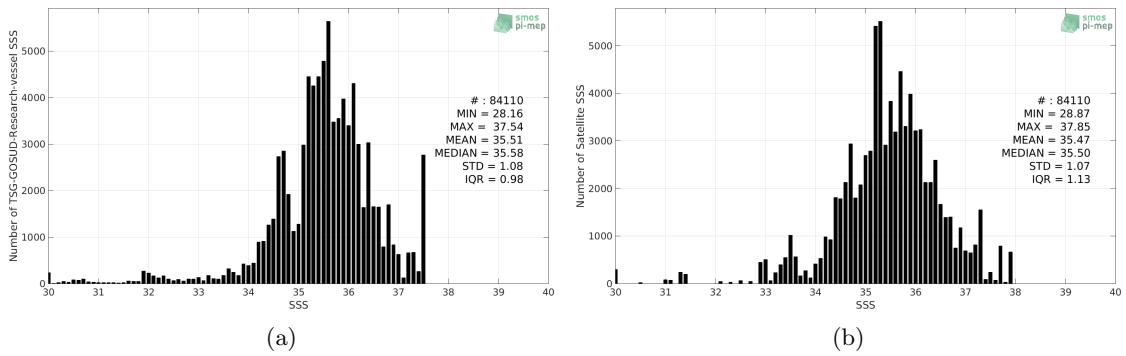 smos
pi-mep
Number of TSG-GOSUD-Research-vessel SSS
5000
4000
3000
2000
1000
0
# : 84110
MIN = 28.16
MAX = 37.54
MEAN = 35.51
MEDIAN = 35.58
STD = 1.08
IQR = 0.98
30 31 32 33 34 35 36 37 38 39 40
SSS
(a)
smos
pi-mep
Number of Satellite SSS
5000
4000
3000
2000
1000
0
# : 84110
MIN = 28.87
MAX = 37.85
MEAN = 35.47
MEDIAN = 35.50
STD = 1.07
IQR = 1.13
30 31 32 33 34 35 36 37 38 39 40
SSS
(b)